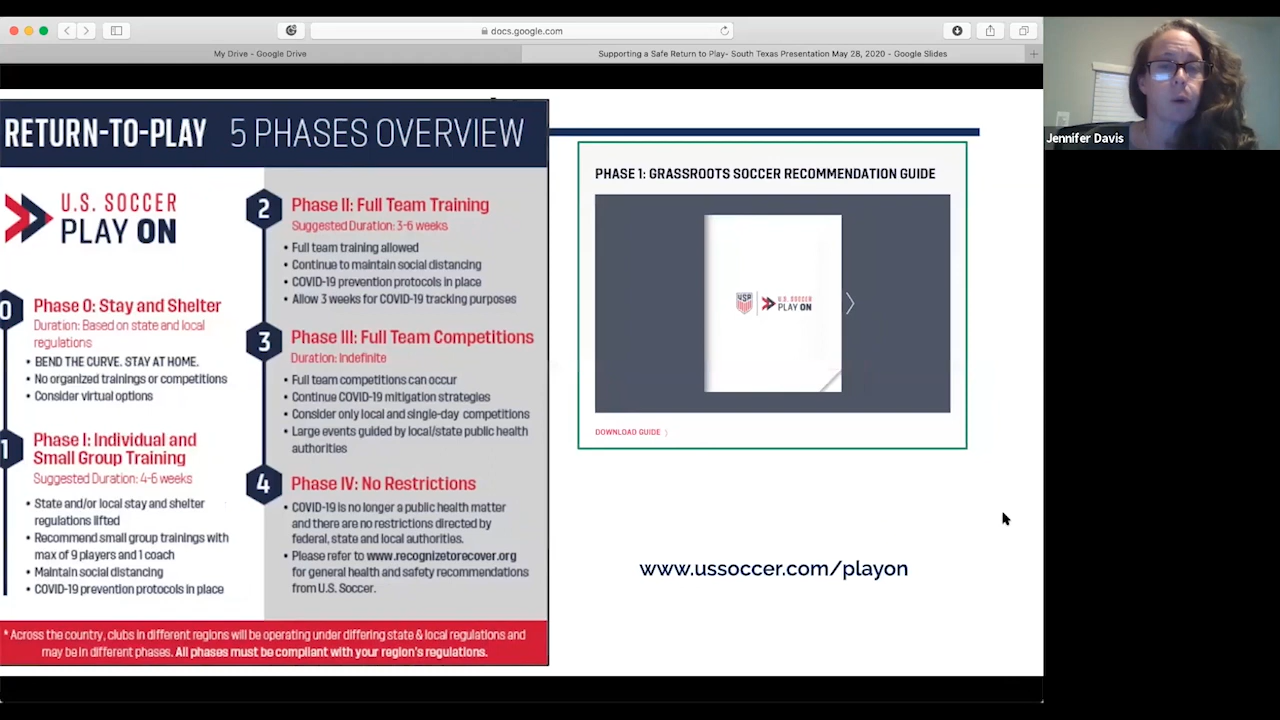 docs.google.com
My Drive - Google Drive
Supporting a Safe Return to Play- South Texas Presentation May 28, 2020 - Google Slides
Jennifer Davis
RETURN-TO-PLAY 5 PHASES OVERVIEW
U.S. SOCCER
PLAY ON
0
Phase 0: Stay and Shelter
Duration: Based on state and local
regulations
• BEND THE CURVE. STAY AT HOME.
• No organized trainings or competitions
• Consider virtual options
1
Phase I: Individual and
Small Group Training
Suggested Duration: 4-6 weeks
• State and/or local stay and shelter
regulations lifted
• Recommend small group trainings with
max of 9 players and 1 coach
• Maintain social distancing
• COVID-19 prevention protocols in place
2
Phase II: Full Team Training
Suggested Duration: 3-6 weeks
• Full team training allowed
• Continue to maintain social distancing
• COVID-19 prevention protocols in place
• Allow 3 weeks for COVID-19 tracking purposes
3
Phase III: Full Team Competitions
Duration: Indefinite
• Full team competitions can occur
• Continue COVID-19 mitigation strategies
• Consider only local and single-day competitions
• Large events guided by local/state public health
authorities
4
Phase IV: No Restrictions
• COVID-19 is no longer a public health matter
and there are no restrictions directed by
federal, state and local authorities.
• Please refer to www.recognizetorecover.org
for general health and safety recommendations
from U.S. Soccer.
* Across the country, clubs in different regions will be operating under differing state & local regulations and
may be in different phases. All phases must be compliant with your region's regulations.
PHASE 1: GRASSROOTS SOCCER RECOMMENDATION GUIDE
U.S. SOCCER
PLAY ON
DOWNLOAD GUIDE
www.ussoccer.com/playon